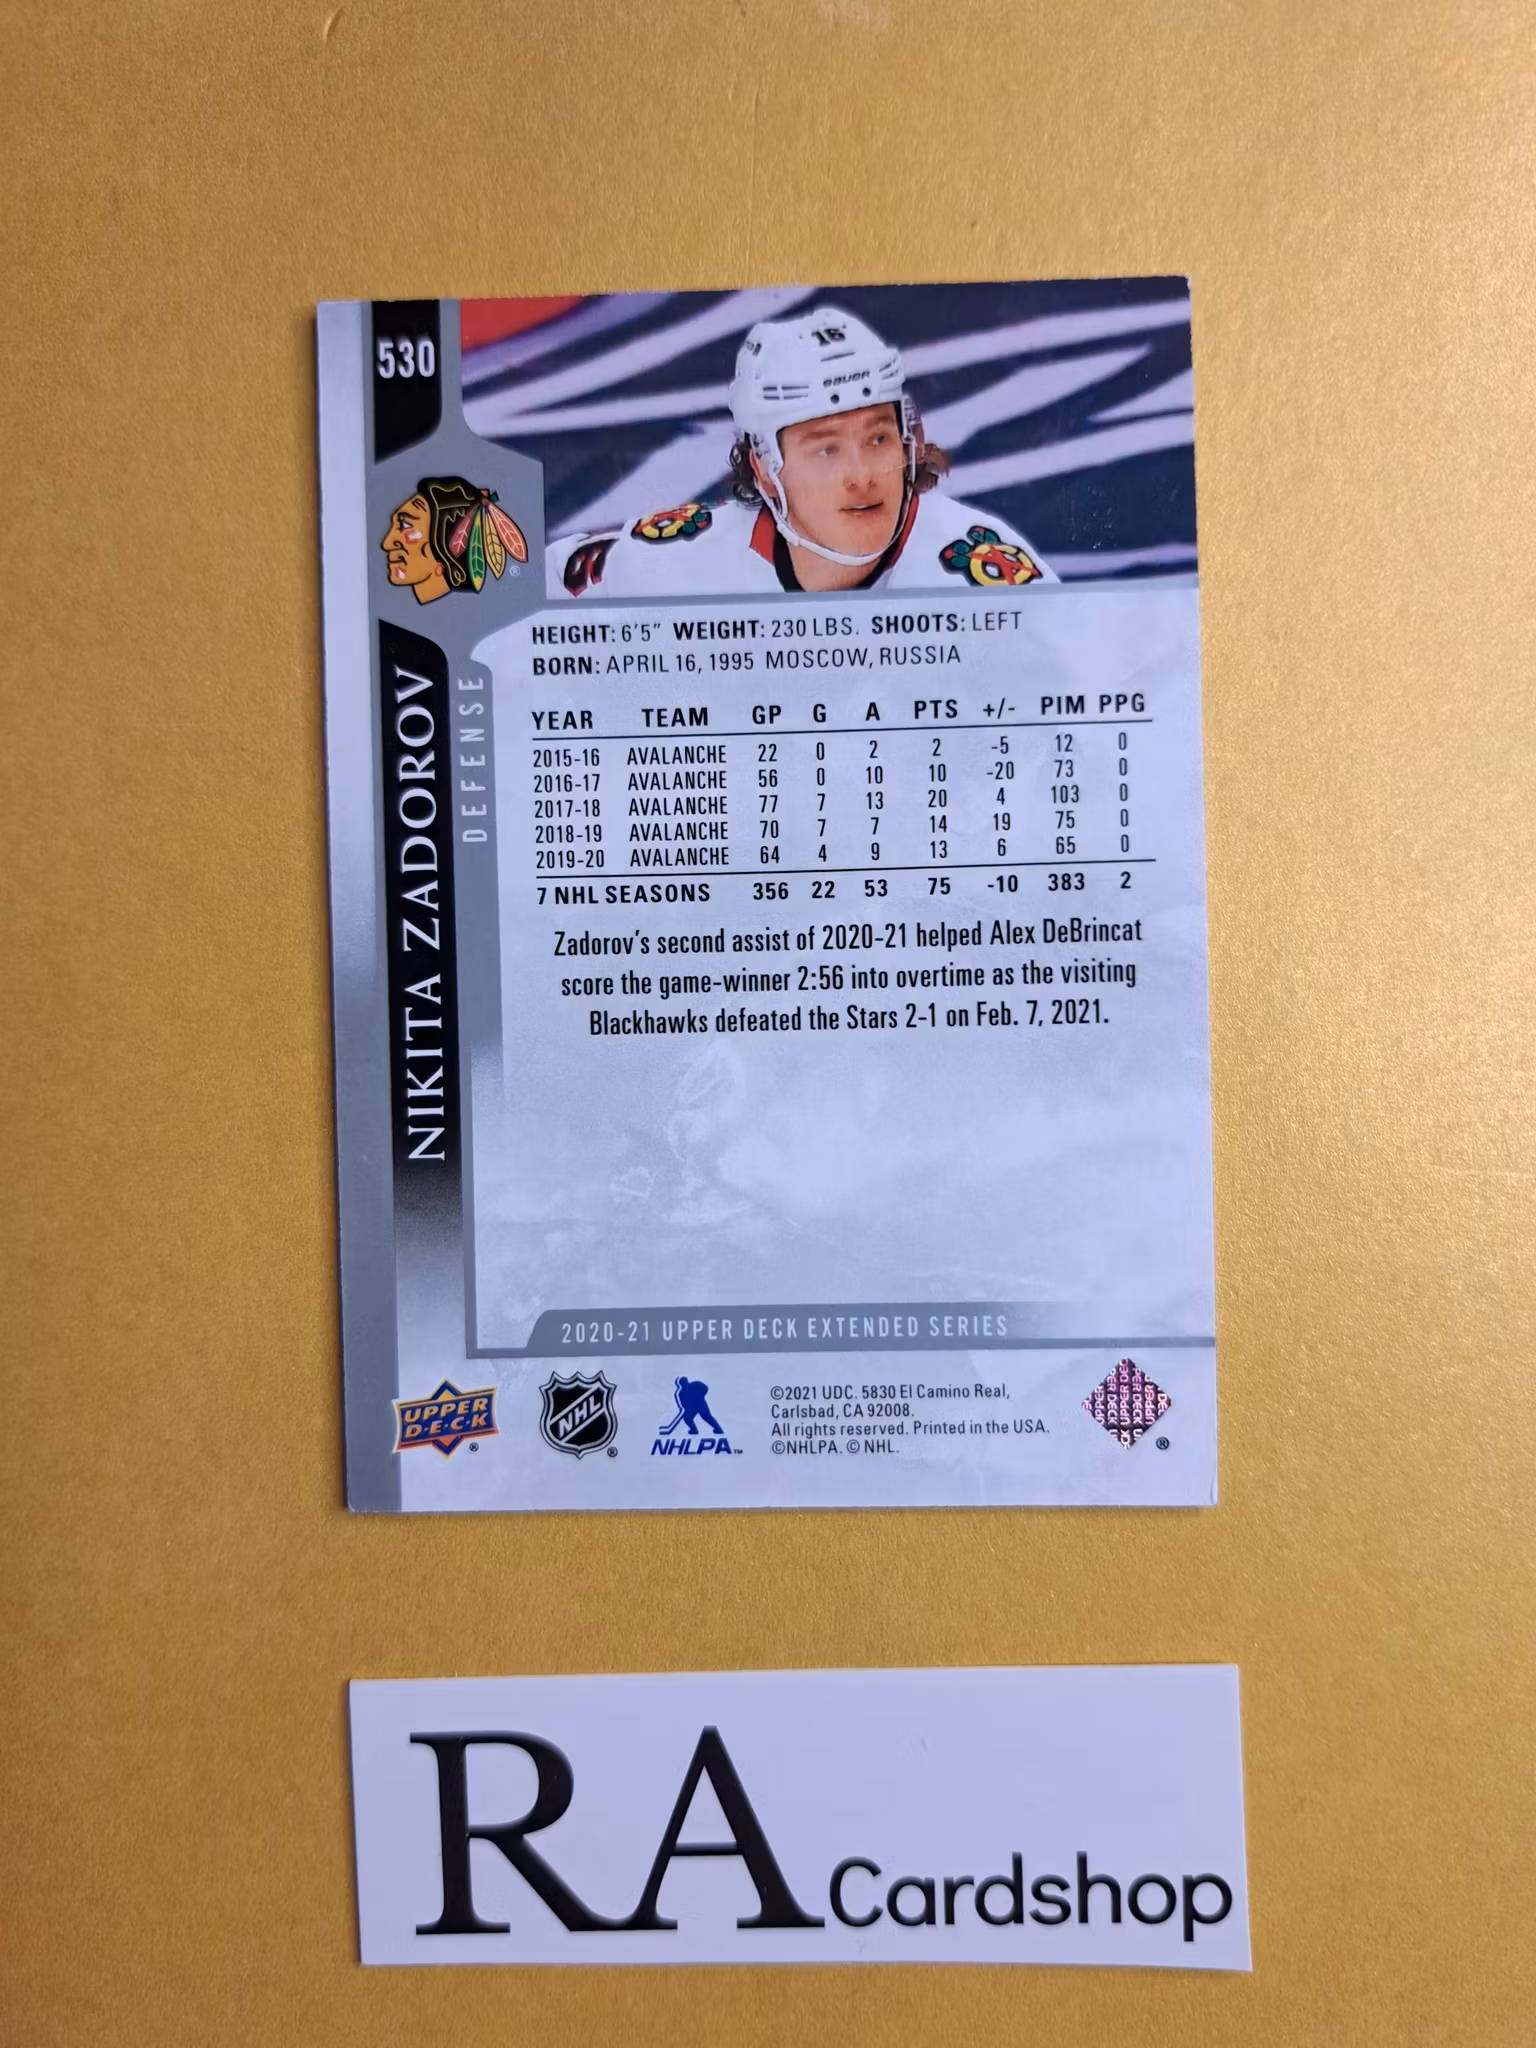 530
16
BAUER
NIKITA ZADOROV
DEFENSE
HEIGHT: 6'5" WEIGHT: 230 LBS. SHOOTS: LEFT
BORN: APRIL 16, 1995 MOSCOW, RUSSIA
YEAR TEAM GP G A PTS +/- PIM PPG
2015-16 AVALANCHE 22 0 2 2 -5 12 0
2016-17 AVALANCHE 56 0 10 10 -20 73 0
2017-18 AVALANCHE 77 7 13 20 4 103 0
2018-19 AVALANCHE 70 7 7 14 19 75 0
2019-20 AVALANCHE 64 4 9 13 6 65 0
7 NHL SEASONS 356 22 53 75 -10 383 2
Zadorov's second assist of 2020-21 helped Alex DeBrincat
score the game-winner 2:56 into overtime as the visiting
Blackhawks defeated the Stars 2-1 on Feb. 7, 2021.
2020-21 UPPER DECK EXTENDED SERIES
UPPER
D•E•C•K
®
NHL
®
NHLPA™
©2021 UDC. 5830 El Camino Real,
Carlsbad, CA 92008.
All rights reserved. Printed in the USA.
©NHLPA. © NHL.
UPPER DECK
®
RA Cardshop